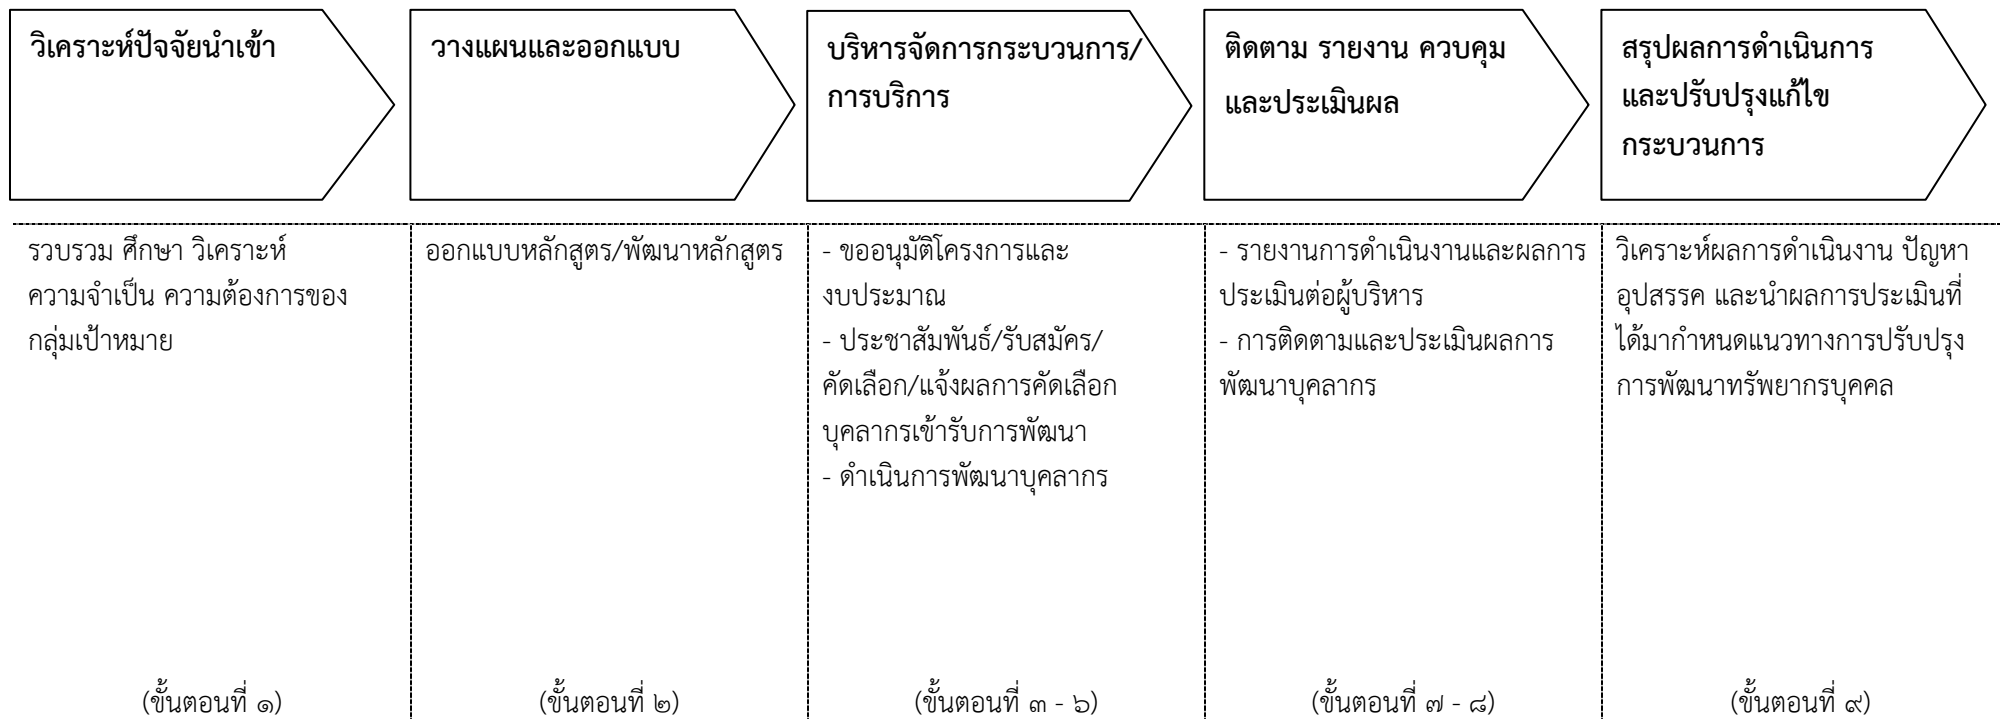 วิเคราะห์ปัจจัยนำเข้า
วางแผนและออกแบบ
บริหารจัดการกระบวนการ/
การบริการ
ติดตาม รายงาน ควบคุม
และประเมินผล
สรุปผลการดำเนินการ
และปรับปรุงแก้ไข
กระบวนการ
รวบรวม ศึกษา วิเคราะห์
ความจำเป็น ความต้องการของ
กลุ่มเป้าหมาย
(ขั้นตอนที่ ๑)
ออกแบบหลักสูตร/พัฒนาหลักสูตร
(ขั้นตอนที่ ๒)
- ขออนุมัติโครงการและ
งบประมาณ
- ประชาสัมพันธ์/รับสมัคร/
คัดเลือก/แจ้งผลการคัดเลือก
บุคลากรเข้ารับการพัฒนา
- ดำเนินการพัฒนาบุคลากร
(ขั้นตอนที่ ๓ - ๖)
- รายงานการดำเนินงานและผลการ
ประเมินต่อผู้บริหาร
- การติดตามและประเมินผลการ
พัฒนาบุคลากร
(ขั้นตอนที่ ๗ - ๘)
วิเคราะห์ผลการดำเนินงาน ปัญหา
อุปสรรค และนำผลการประเมินที่
ได้มากำหนดแนวทางการปรับปรุง
การพัฒนาทรัพยากรบุคคล
(ขั้นตอนที่ ๙)